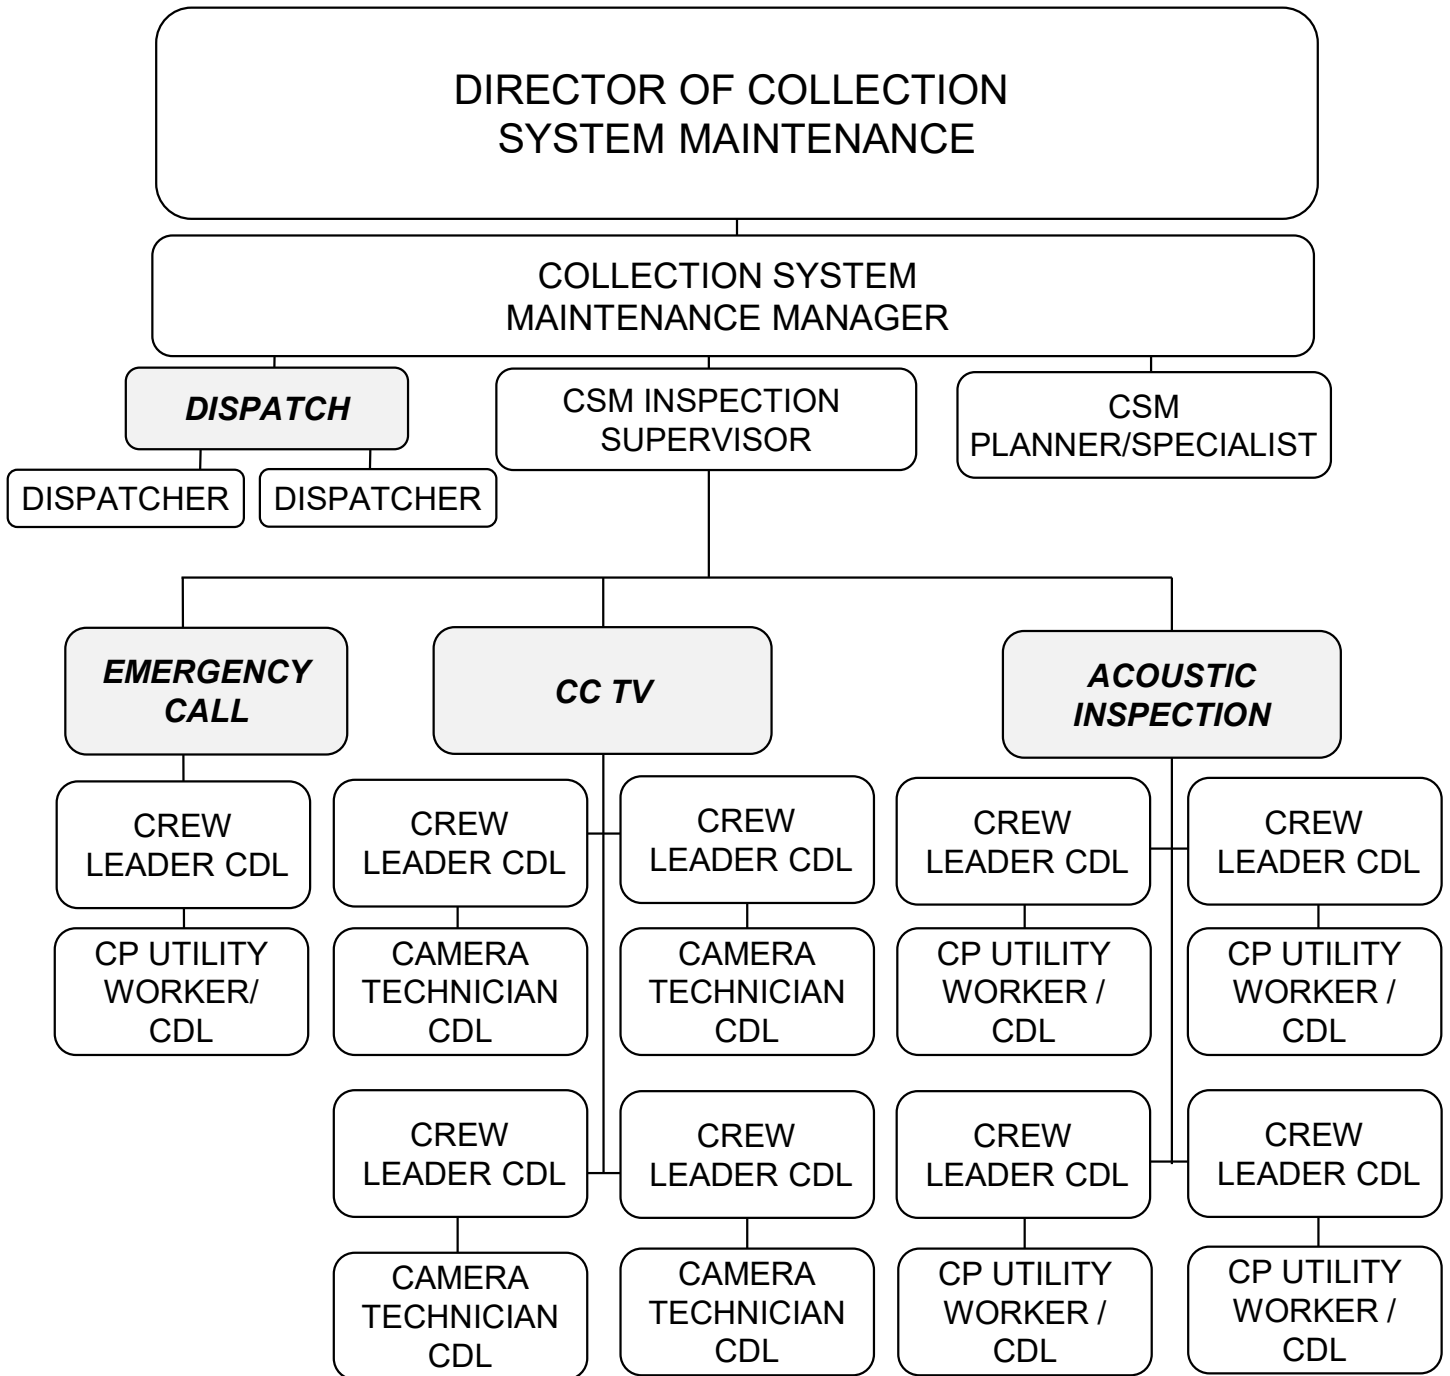 DIRECTOR OF COLLECTION
SYSTEM MAINTENANCE
COLLECTION SYSTEM
MAINTENANCE MANAGER
DISPATCH
CSM INSPECTION
SUPERVISOR
CSM
PLANNER/SPECIALIST
DISPATCHER
DISPATCHER
EMERGENCY
CALL
CC TV
ACOUSTIC
INSPECTION
CREW
LEADER CDL
CREW
LEADER CDL
CREW
LEADER CDL
CREW
LEADER CDL
CREW
LEADER CDL
CP UTILITY
WORKER/
CDL
CAMERA
TECHNICIAN
CDL
CAMERA
TECHNICIAN
CDL
CP UTILITY
WORKER /
CDL
CP UTILITY
WORKER /
CDL
CREW
LEADER CDL
CREW
LEADER CDL
CREW
LEADER CDL
CREW
LEADER CDL
CAMERA
TECHNICIAN
CDL
CAMERA
TECHNICIAN
CDL
CP UTILITY
WORKER /
CDL
CP UTILITY
WORKER /
CDL